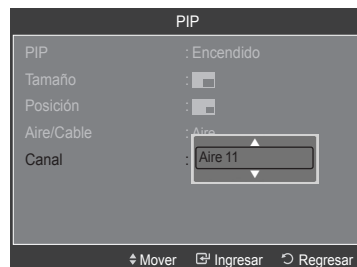 PIP
PIP : Encendido
Tamaño :
Posición :
Aire/Cable : Aire
Canal : Aire 11
Mover Ingresar Regresar